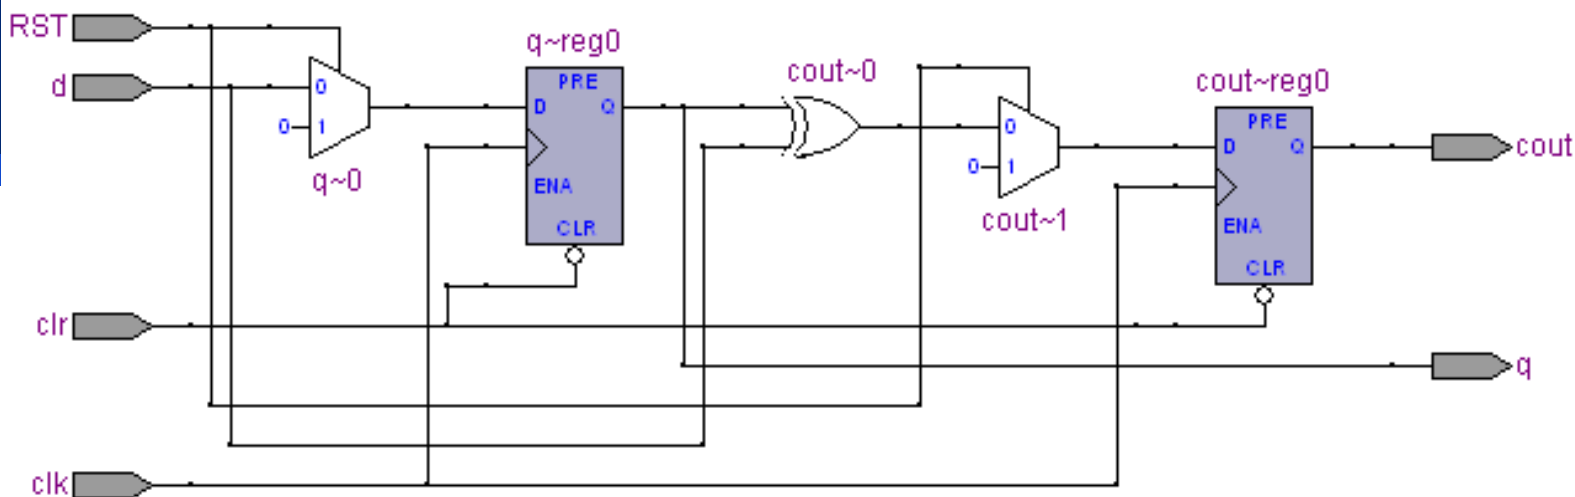 RST
d
0
0 1
q~0
q~reg0
PRE
D Q
ENA
CLR
cout~0
0
0 1
cout~1
cout~reg0
PRE
D Q
ENA
CLR
cout
clr
q
clk